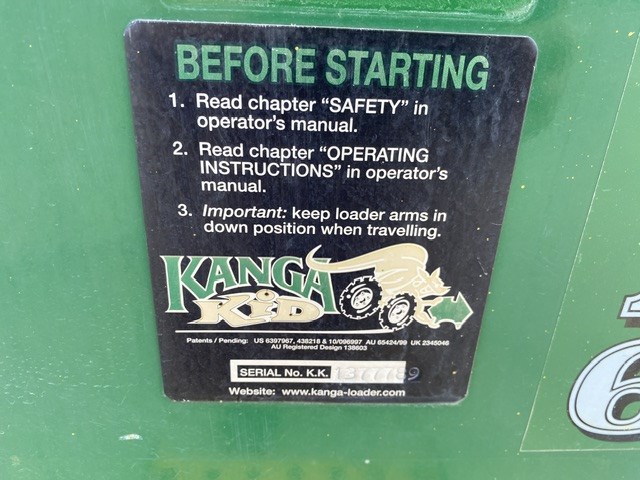 BEFORE STARTING
1. Read chapter "SAFETY" in
operator's manual.
2. Read chapter "OPERATING
INSTRUCTIONS" in operator's
manual.
3. Important: keep loader arms in
down position when travelling.
KANGA
KID
Patents / Pending: US 6397967, 438218 & 10/096997 AU 85424/99 UK 2345046
AU Registered Design 138603
SERIAL No. K.K.
Website: www.kanga-loader.com
6